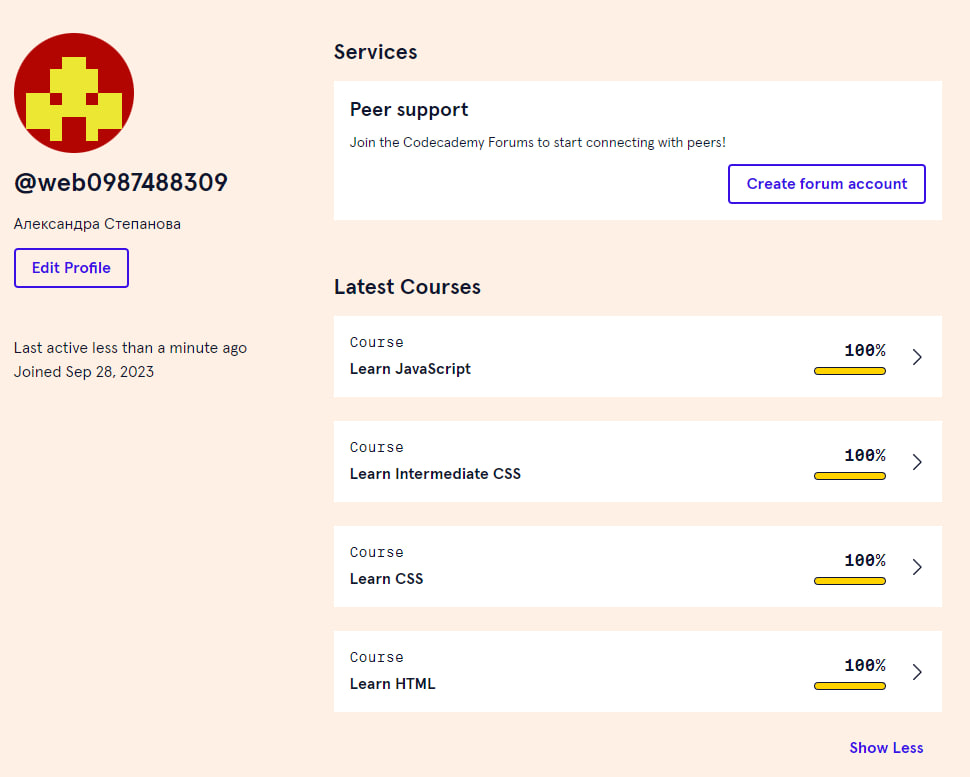 @web0987488309
Александра Степанова
Edit Profile
Last active less than a minute ago
Joined Sep 28, 2023
Services
Peer support
Join the Codecademy Forums to start connecting with peers!
Create forum account
Latest Courses
Course
Learn JavaScript
100%
Course
Learn Intermediate CSS
100%
Course
Learn CSS
100%
Course
Learn HTML
100%
Show Less